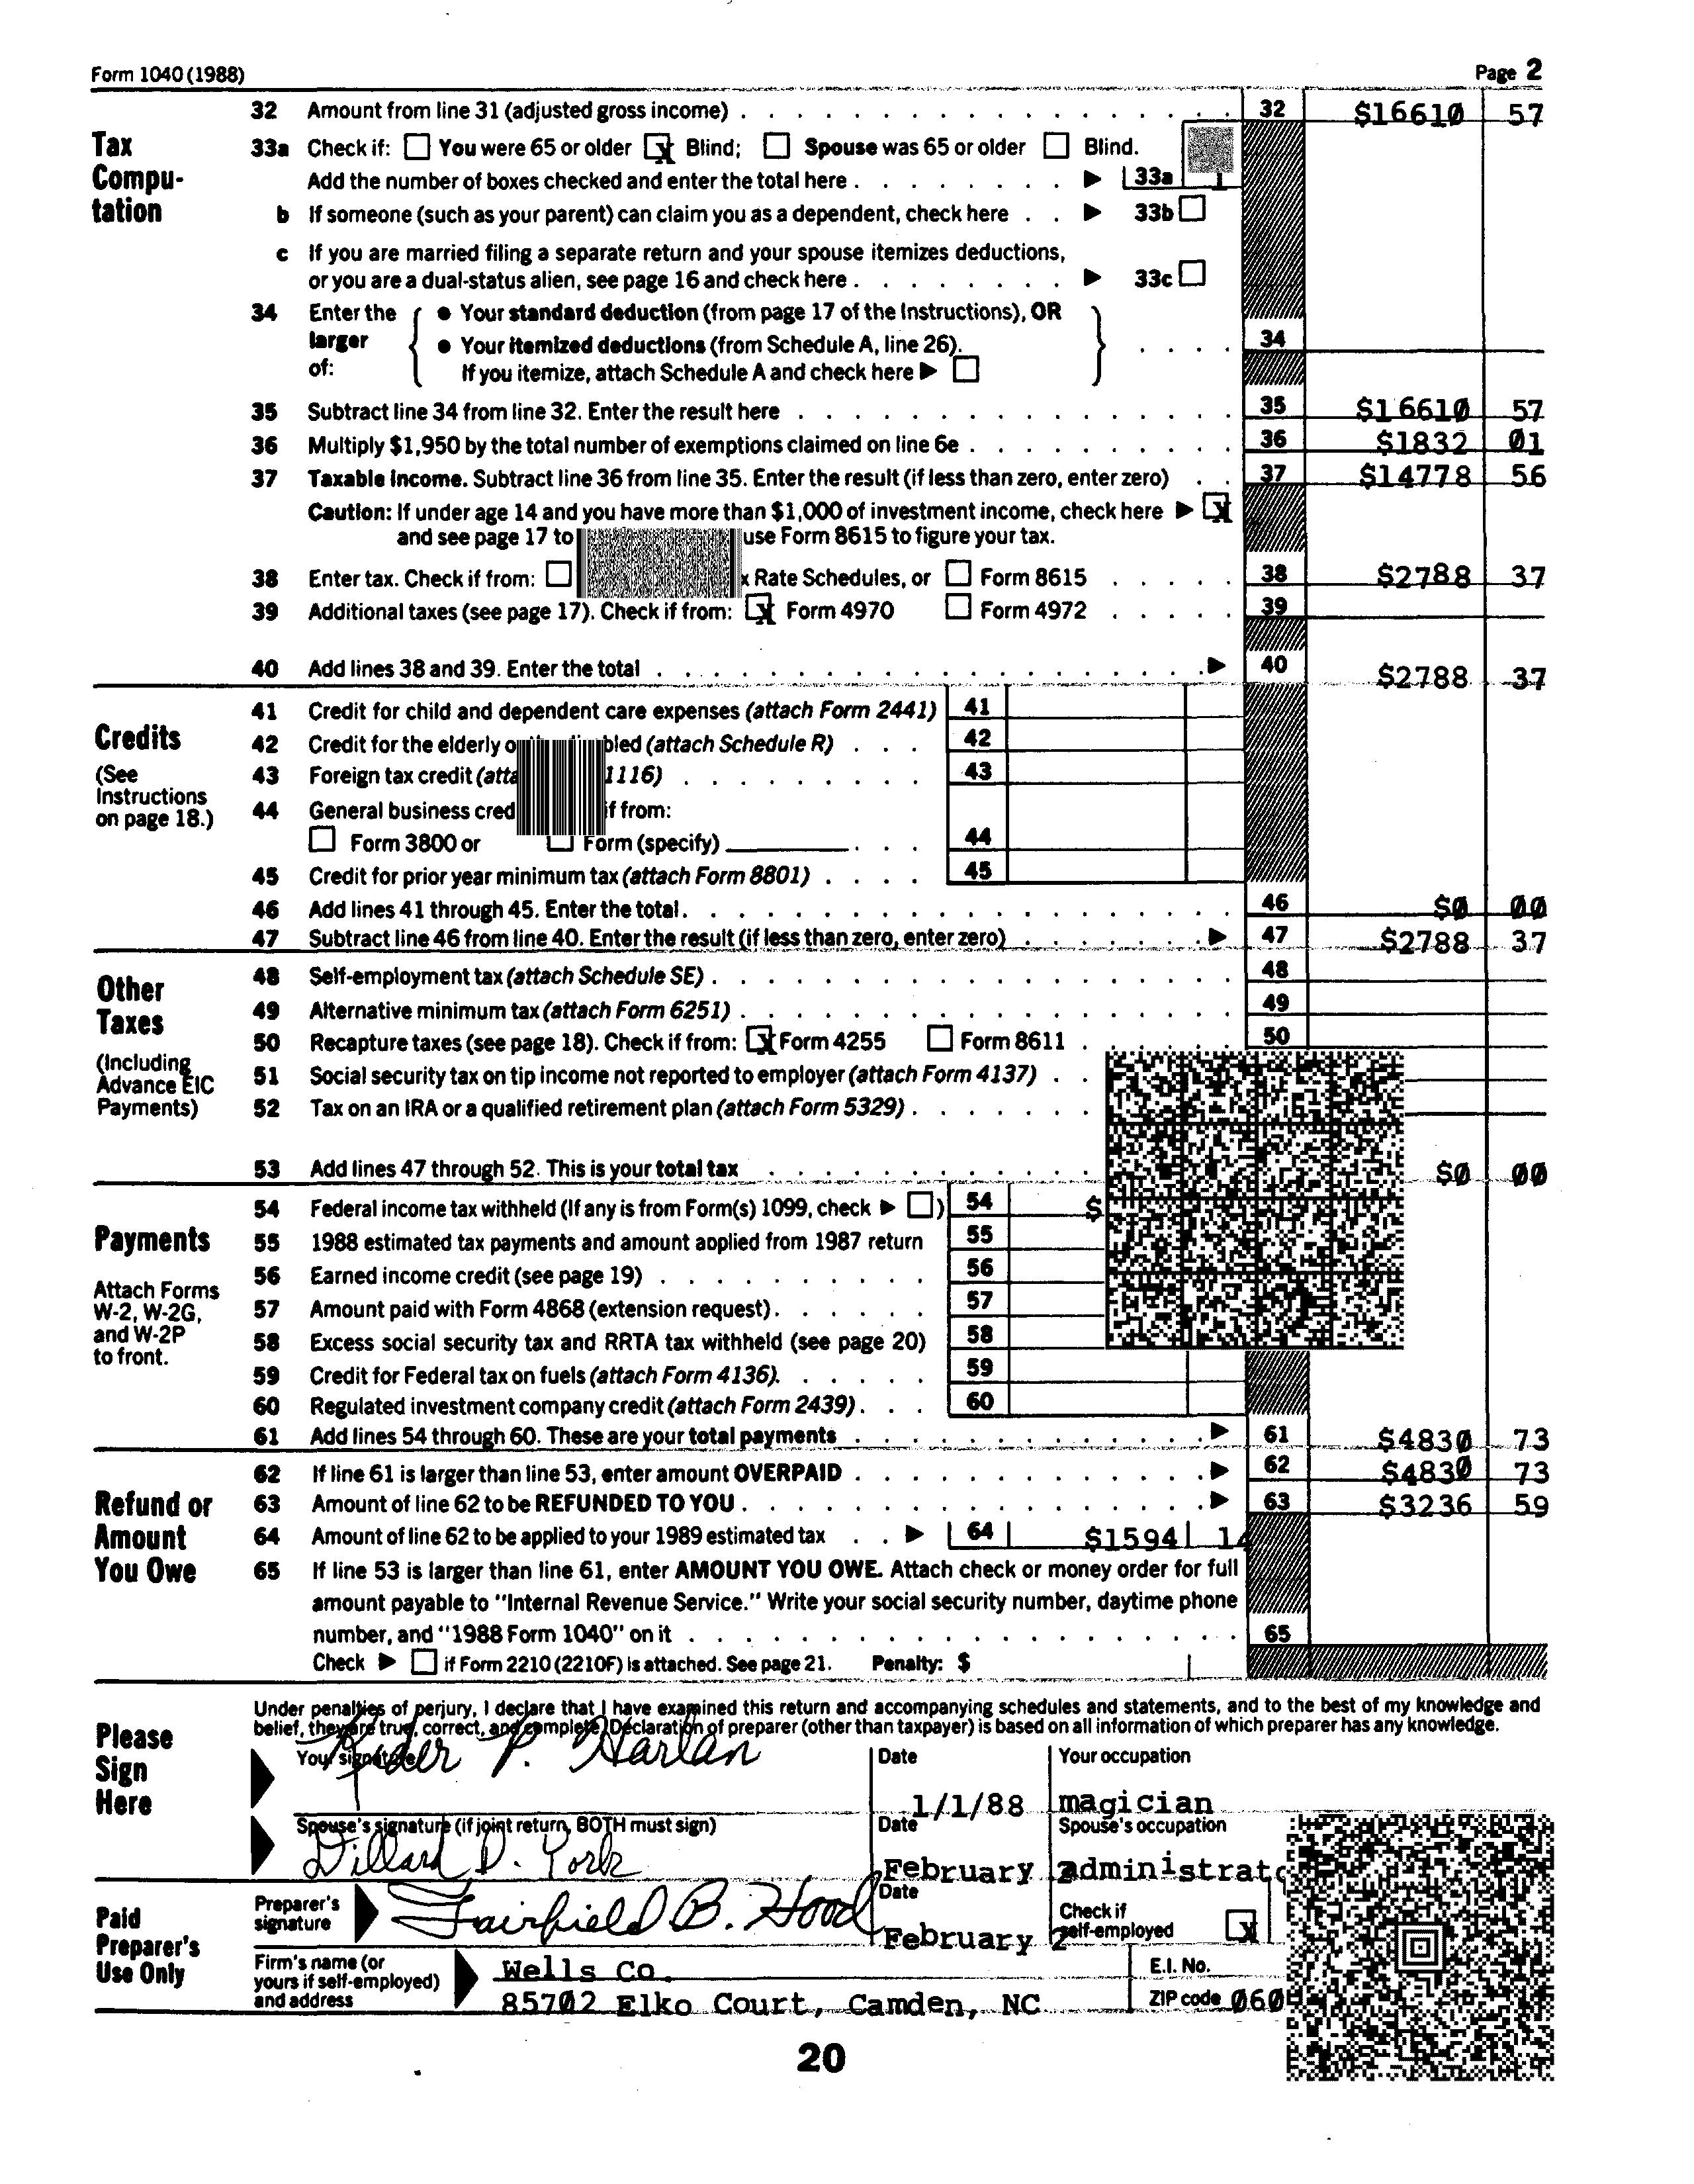 Form 1040 (1988) Page 2
32 Amount from line 31 (adjusted gross income) 32 $16610 57
Tax Compu-tation
33a Check if: You were 65 or older X Blind; Spouse was 65 or older Blind.
Add the number of boxes checked and enter the total here 33a 1
b If someone (such as your parent) can claim you as a dependent, check here 33b
c If you are married filing a separate return and your spouse itemizes deductions,
or you are a dual-status alien, see page 16 and check here 33c
34 Enter the larger of:
• Your standard deduction (from page 17 of the Instructions), OR
• Your itemized deductions (from Schedule A, line 26).
If you itemize, attach Schedule A and check here
34
35 Subtract line 34 from line 32. Enter the result here 35 $16610 57
36 Multiply $1,950 by the total number of exemptions claimed on line 6e 36 $1832 01
37 Taxable income. Subtract line 36 from line 35. Enter the result (if less than zero, enter zero) 37 $14778 56
Caution: If under age 14 and you have more than $1,000 of investment income, check here X
and see page 17 to use Form 8615 to figure your tax.
38 Enter tax. Check if from: Rate Schedules, or Form 8615 38 $2788 37
39 Additional taxes (see page 17). Check if from: X Form 4970 Form 4972 39
40 Add lines 38 and 39. Enter the total 40 $2788 37
Credits
(See Instructions on page 18.)
41 Credit for child and dependent care expenses (attach Form 2441) 41
42 Credit for the elderly (attach Schedule R) 42
43 Foreign tax credit 1116) 43
44 General business if from:
Form 3800 or Form (specify) 44
45 Credit for prior year minimum tax (attach Form 8801) 45
46 Add lines 41 through 45. Enter the total 46 $0 00
47 Subtract line 46 from line 40. Enter the result (if less than zero, enter zero) 47 $2788 37
Other Taxes
(Including Advance EIC Payments)
48 Self-employment tax (attach Schedule SE) 48
49 Alternative minimum tax (attach Form 6251) 49
50 Recapture taxes (see page 18). Check if from: X Form 4255 Form 8611 50
51 Social security tax on tip income not reported to employer (attach Form 4137)
52 Tax on an IRA or a qualified retirement plan (attach Form 5329)
53 Add lines 47 through 52. This is your total tax $0 00
Payments
Attach Forms W-2, W-2G, and W-2P to front.
54 Federal income tax withheld (If any is from Form(s) 1099, check ) 54 $
55 1988 estimated tax payments and amount applied from 1987 return 55
56 Earned income credit (see page 19) 56
57 Amount paid with Form 4868 (extension request) 57
58 Excess social security tax and RRTA tax withheld (see page 20) 58
59 Credit for Federal tax on fuels (attach Form 4136) 59
60 Regulated investment company credit (attach Form 2439) 60
61 Add lines 54 through 60. These are your total payments 61 $4830 73
62 If line 61 is larger than line 53, enter amount OVERPAID 62 $4830 73
Refund or Amount You Owe
63 Amount of line 62 to be REFUNDED TO YOU 63 $3236 59
64 Amount of line 62 to be applied to your 1989 estimated tax 64 $1594 14
65 If line 53 is larger than line 61, enter AMOUNT YOU OWE. Attach check or money order for full
amount payable to "Internal Revenue Service." Write your social security number, daytime phone
number, and "1988 Form 1040" on it 65
Check if Form 2210 (2210F) is attached. See page 21. Penalty: $
Please Sign Here
Under penalties of perjury, I declare that I have examined this return and accompanying schedules and statements, and to the best of my knowledge and
belief, they are true, correct, and complete. Declaration of preparer (other than taxpayer) is based on all information of which preparer has any knowledge.
Your signature P. Harlan Date 1/1/88 Your occupation magician
Spouse's signature (if joint return, BOTH must sign) Dillard D. York Date February 2 Spouse's occupation
Paid Preparer's Use Only
Preparer's signature Fairfield B. Hood Date February 2 Check if self-employed X
Firm's name (or yours if self-employed) and address Wells Co. E.I. No.
85702 Elko Court, Camden, NC ZIP code
20